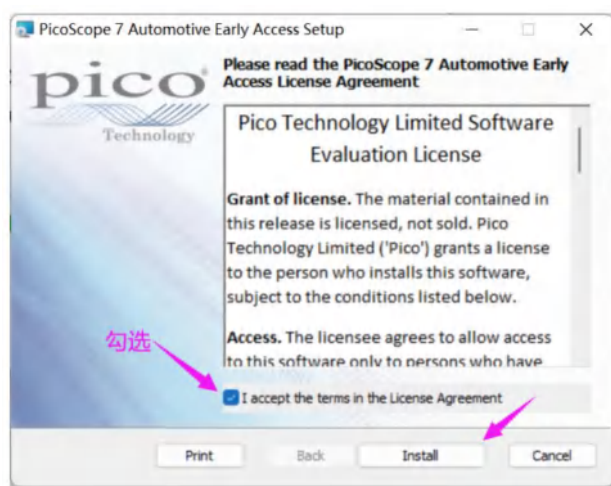 PicoScope 7 Automotive Early Access Setup
pico
Technology
Please read the PicoScope 7 Automotive Early
Access License Agreement
Pico Technology Limited Software
Evaluation License
Grant of license. The material contained in
this release is licensed, not sold. Pico
Technology Limited ('Pico') grants a license
to the person who installs this software,
subject to the conditions listed below.
Access. The licensee agrees to allow access
to this software only to persons who have
勾选
I accept the terms in the License Agreement
Print
Back
Install
Cancel